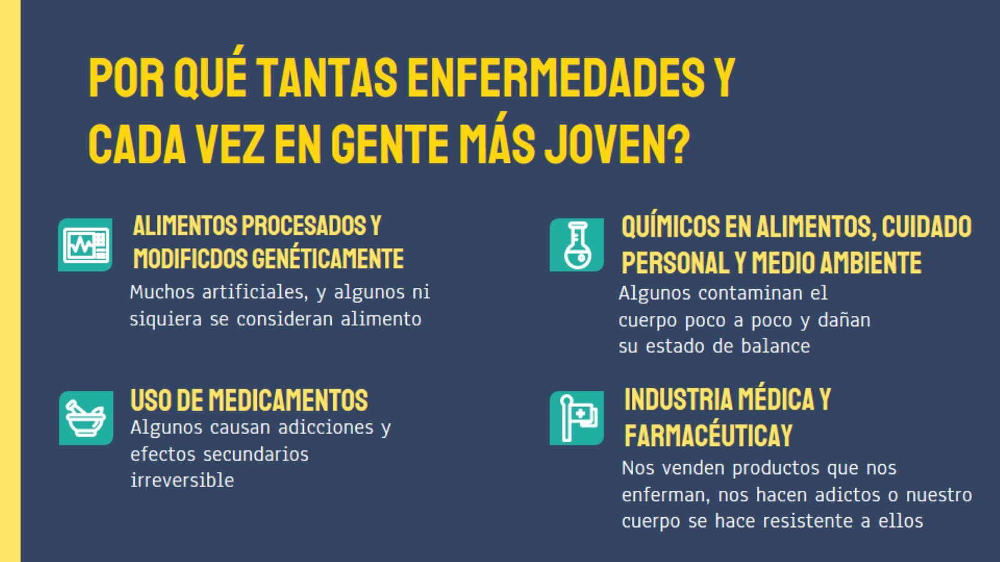 POR QUÉ TANTAS ENFERMEDADES Y
CADA VEZ EN GENTE MÁS JOVEN?
ALIMENTOS PROCESADOS Y
MODIFICDOS GENÉTICAMENTE
Muchos artificiales, y algunos ni
siquiera se consideran alimento
QUÍMICOS EN ALIMENTOS, CUIDADO
PERSONAL Y MEDIO AMBIENTE
Algunos contaminan el
cuerpo poco a poco y dañan
su estado de balance
USO DE MEDICAMENTOS
Algunos causan adicciones y
efectos secundarios
irreversible
INDUSTRIA MÉDICA Y
FARMACÉUTICAY
Nos venden productos que nos
enferman, nos hacen adictos o nuestro
cuerpo se hace resistente a ellos